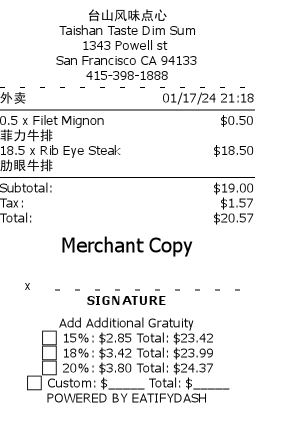 台山风味点心
Taishan Taste Dim Sum
1343 Powell st
San Francisco CA 94133
415-398-1888
外卖 01/17/24 21:18
0.5 x Filet Mignon $0.50
菲力牛排
18.5 x Rib Eye Steak $18.50
肋眼牛排
Subtotal: $19.00
Tax: $1.57
Total: $20.57
Merchant Copy
x _ _ _ _ _ _ _ _ _ _
SIGNATURE
Add Additional Gratuity
15%: $2.85 Total: $23.42
18%: $3.42 Total: $23.99
20%: $3.80 Total: $24.37
Custom: $_____ Total: $_____
POWERED BY EATIFYDASH